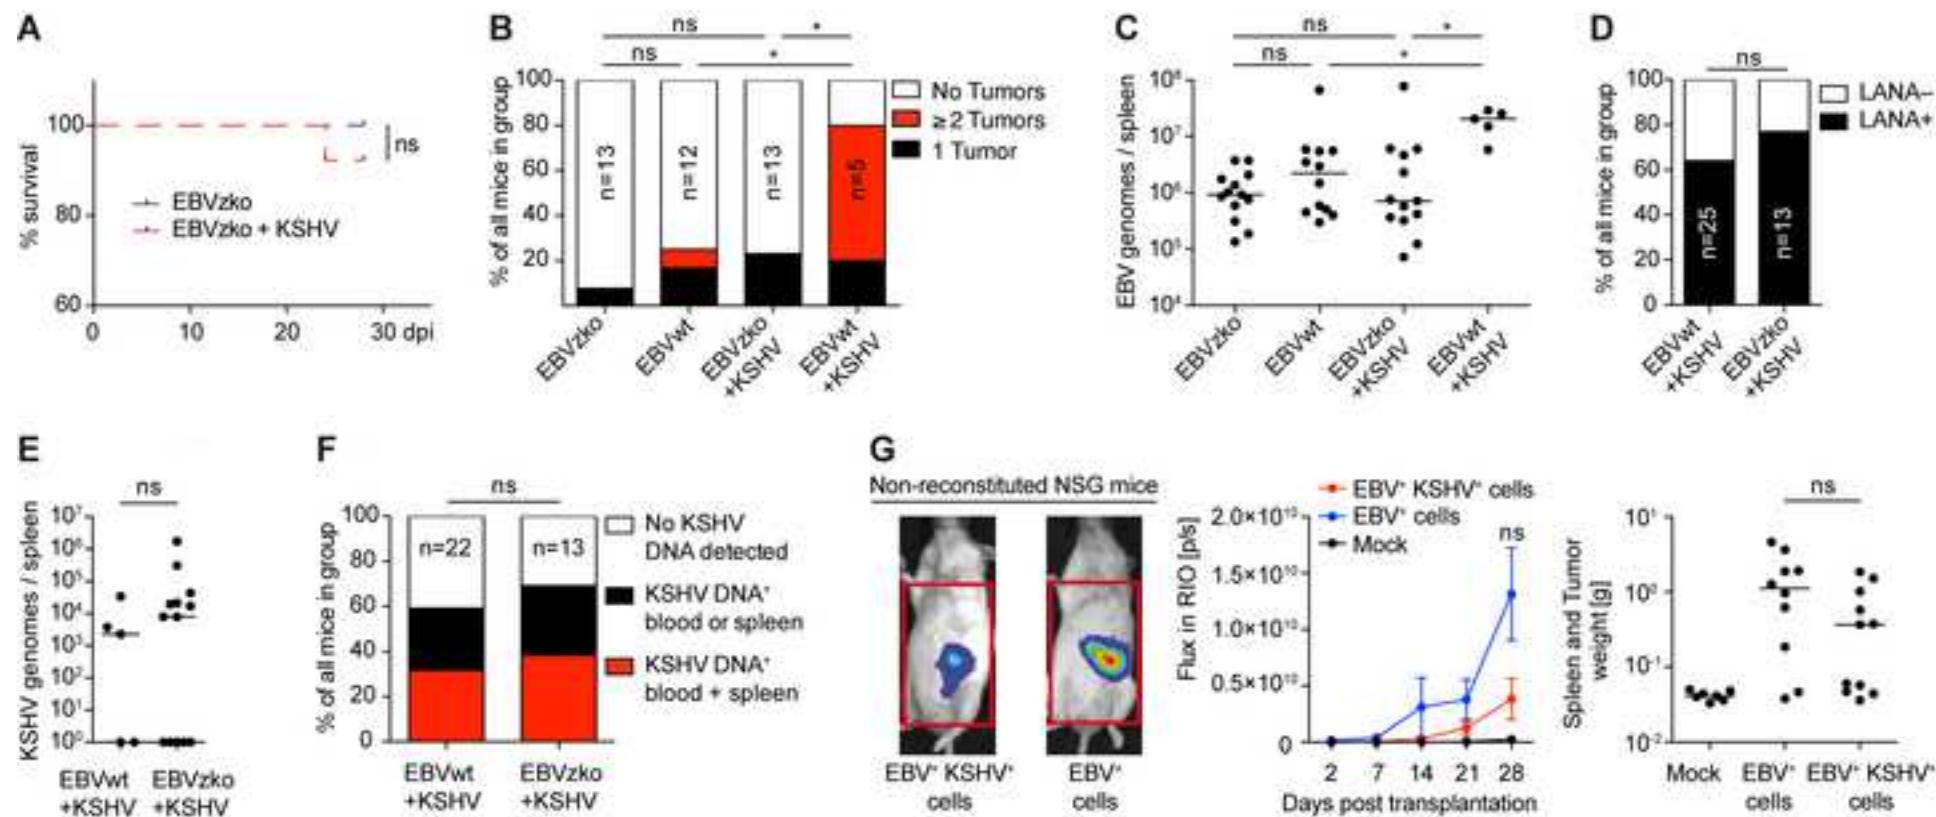 A
% survival
100
80
60
0
10
20
30 dpi
ns
EBVzko
EBVzko + KSHV
B
ns
*
ns
*
% of all mice in group
100
80
60
40
20
n=13
n=12
n=13
n=5
No Tumors
≥ 2 Tumors
1 Tumor
EBVzko
EBVwt
EBVzko
+KSHV
EBVwt
+KSHV
C
ns
*
ns
*
EBV genomes / spleen
10⁸
10⁷
10⁶
10⁵
10⁴
EBVzko
EBVwt
EBVzko
+KSHV
EBVwt
+KSHV
D
ns
% of all mice in group
100
80
60
40
20
0
n=25
n=13
LANA–
LANA+
EBVwt
+KSHV
EBVzko
+KSHV
E
ns
KSHV genomes / spleen
10⁷
10⁶
10⁵
10⁴
10³
10²
10¹
10⁰
EBVwt
+KSHV
EBVzko
+KSHV
F
ns
% of all mice in group
100
80
60
40
20
0
n=22
n=13
No KSHV
DNA detected
KSHV DNA⁺
blood or spleen
KSHV DNA⁺
blood + spleen
EBVwt
+KSHV
EBVzko
+KSHV
G
Non-reconstituted NSG mice
EBV⁺ KSHV⁺
cells
EBV⁺
cells
EBV⁺ KSHV⁺ cells
EBV⁺ cells
Mock
Flux in RIO [p/s]
2.0×10¹⁰
1.5×10¹⁰
1.0×10¹⁰
0.5×10¹⁰
0
ns
2
7
14
21
28
Days post transplantation
Spleen and Tumor
weight [g]
10¹
10⁰
10⁻¹
10⁻²
ns
Mock
EBV⁺
cells
EBV⁺ KSHV⁺
cells